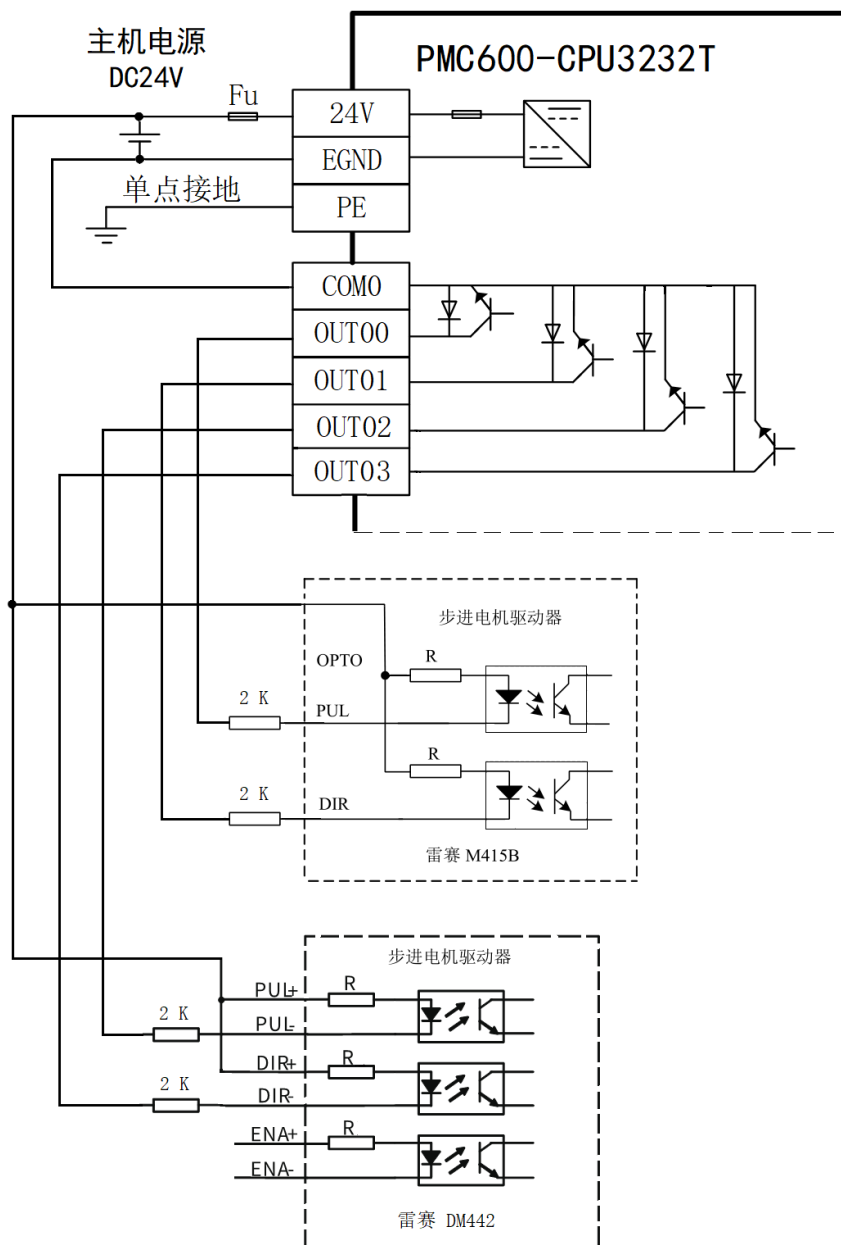 主机电源
DC24V
PMC600-CPU3232T
Fu
24V
EGND
单点接地
PE
COM0
OUT00
OUT01
OUT02
OUT03
步进电机驱动器
OPTO
R
2 K
PUL
R
2 K
DIR
雷赛 M415B
步进电机驱动器
PUL+
R
2 K
PUL-
DIR+
R
2 K
DIR-
ENA+
R
ENA-
雷赛 DM442